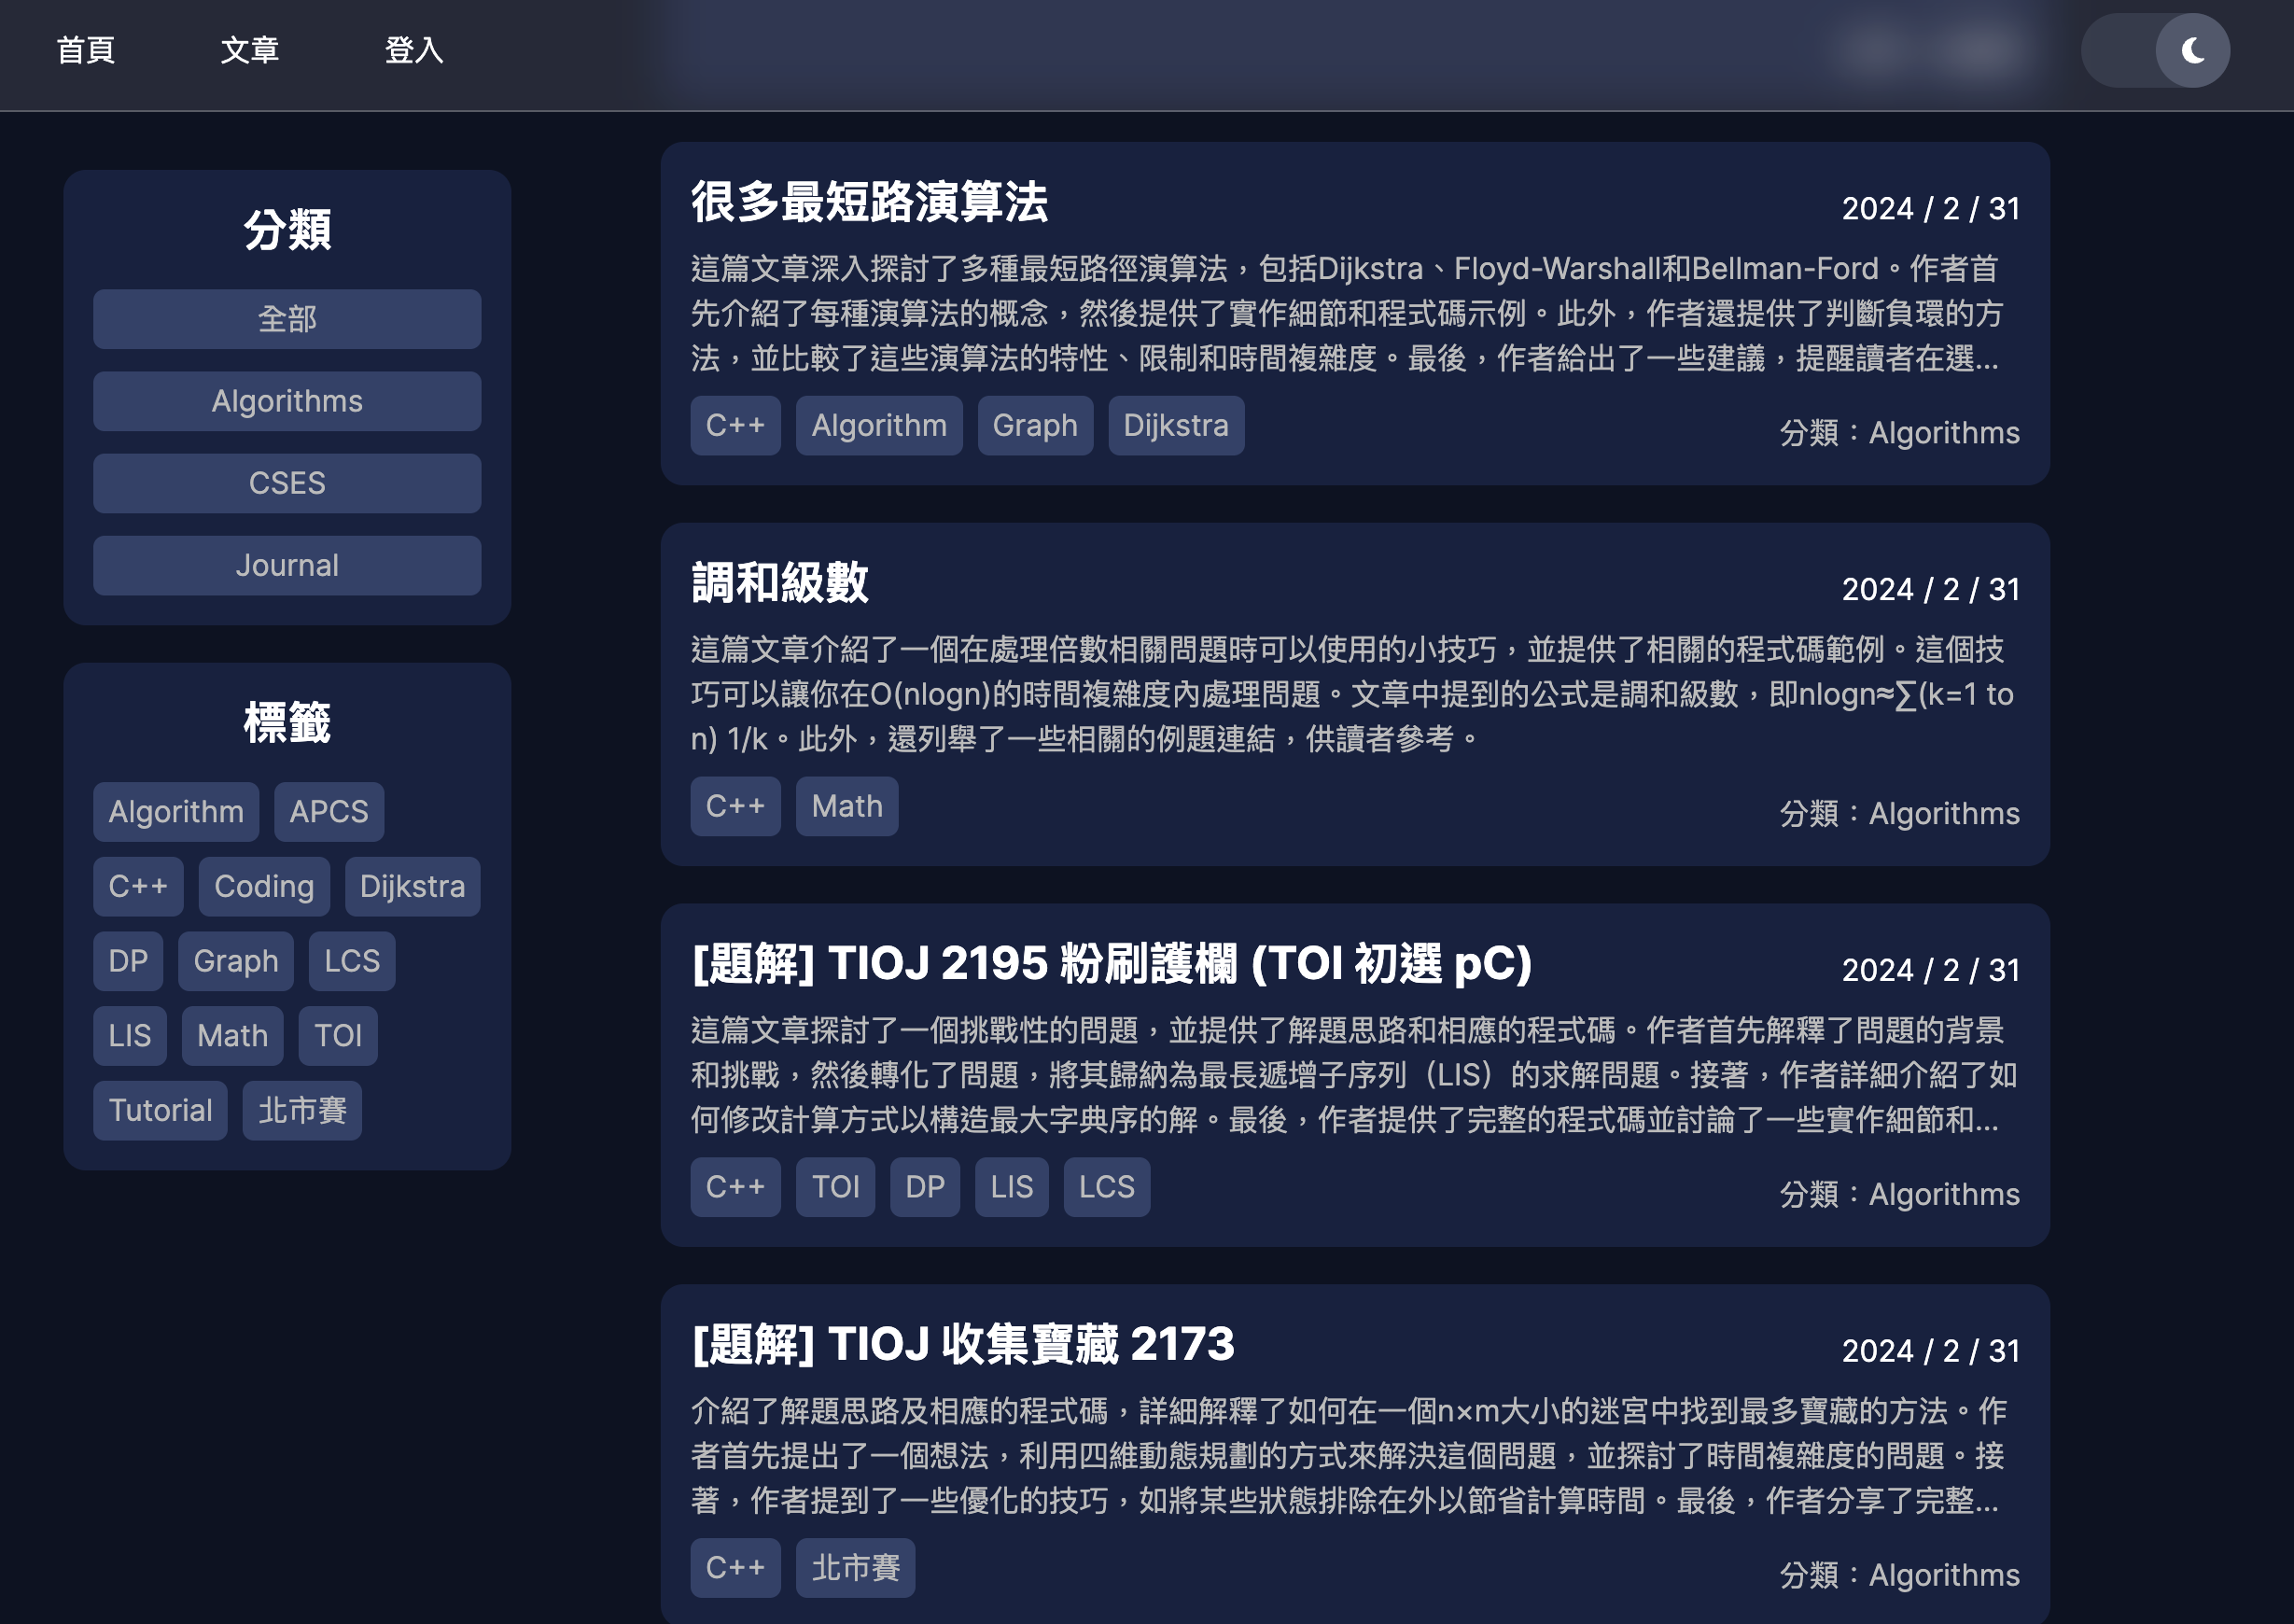 首頁
文章
登入
分類
全部
Algorithms
CSES
Journal
標籤
Algorithm APCS
C++ Coding Dijkstra
DP Graph LCS
LIS Math TOI
Tutorial 北市賽
很多最短路演算法
2024 / 2 / 31
這篇文章深入探討了多種最短路徑演算法，包括Dijkstra、Floyd-Warshall和Bellman-Ford。作者首
先介紹了每種演算法的概念，然後提供了實作細節和程式碼示例。此外，作者還提供了判斷負環的方
法，並比較了這些演算法的特性、限制和時間複雜度。最後，作者給出了一些建議，提醒讀者在選...
C++ Algorithm Graph Dijkstra
分類：Algorithms
調和級數
2024 / 2 / 31
這篇文章介紹了一個在處理倍數相關問題時可以使用的小技巧，並提供了相關的程式碼範例。這個技
巧可以讓你在O(nlogn)的時間複雜度內處理問題。文章中提到的公式是調和級數，即nlogn≈∑(k=1 to
n) 1/k。此外，還列舉了一些相關的例題連結，供讀者參考。
C++ Math
分類：Algorithms
[題解] TIOJ 2195 粉刷護欄 (TOI 初選 pC)
2024 / 2 / 31
這篇文章探討了一個挑戰性的問題，並提供了解題思路和相應的程式碼。作者首先解釋了問題的背景
和挑戰，然後轉化了問題，將其歸納為最長遞增子序列（LIS）的求解問題。接著，作者詳細介紹了如
何修改計算方式以構造最大字典序的解。最後，作者提供了完整的程式碼並討論了一些實作細節和...
C++ TOI DP LIS LCS
分類：Algorithms
[題解] TIOJ 收集寶藏 2173
2024 / 2 / 31
介紹了解題思路及相應的程式碼，詳細解釋了如何在一個n×m大小的迷宮中找到最多寶藏的方法。作
者首先提出了一個想法，利用四維動態規劃的方式來解決這個問題，並探討了時間複雜度的問題。接
著，作者提到了一些優化的技巧，如將某些狀態排除在外以節省計算時間。最後，作者分享了完整...
C++ 北市賽
分類：Algorithms